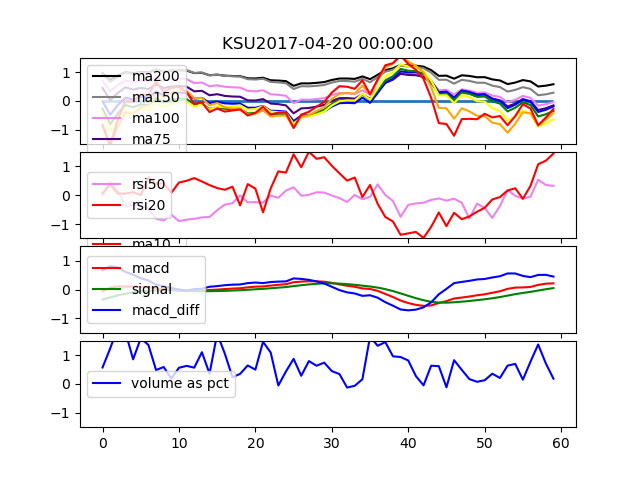 KSU2017-04-20 00:00:00
1
0
−1
ma200
ma150
ma100
ma75
1
0
−1
rsi50
rsi20
ma10
1
0
−1
macd
signal
macd_diff
1
0
−1
volume as pct
0 10 20 30 40 50 60